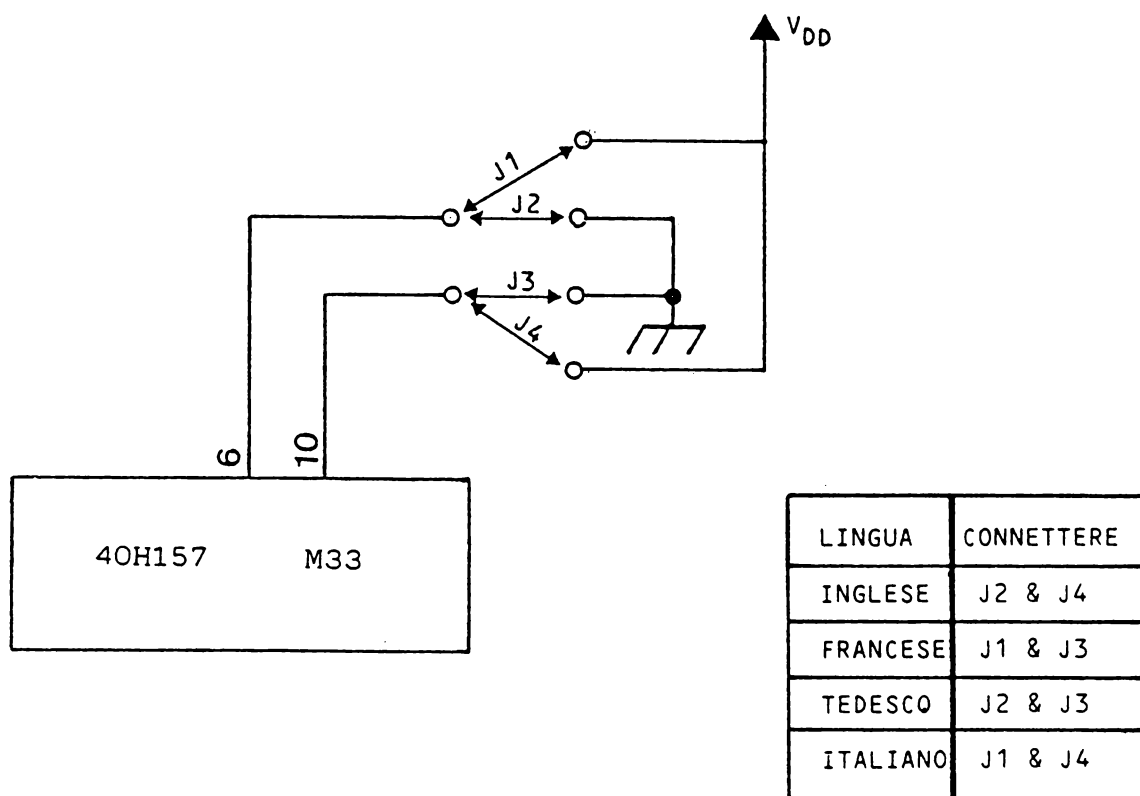 VDD
J1
J2
J3
J4
6
10
40H157 M33
LINGUA CONNETTERE
INGLESE J2 & J4
FRANCESE J1 & J3
TEDESCO J2 & J3
ITALIANO J1 & J4